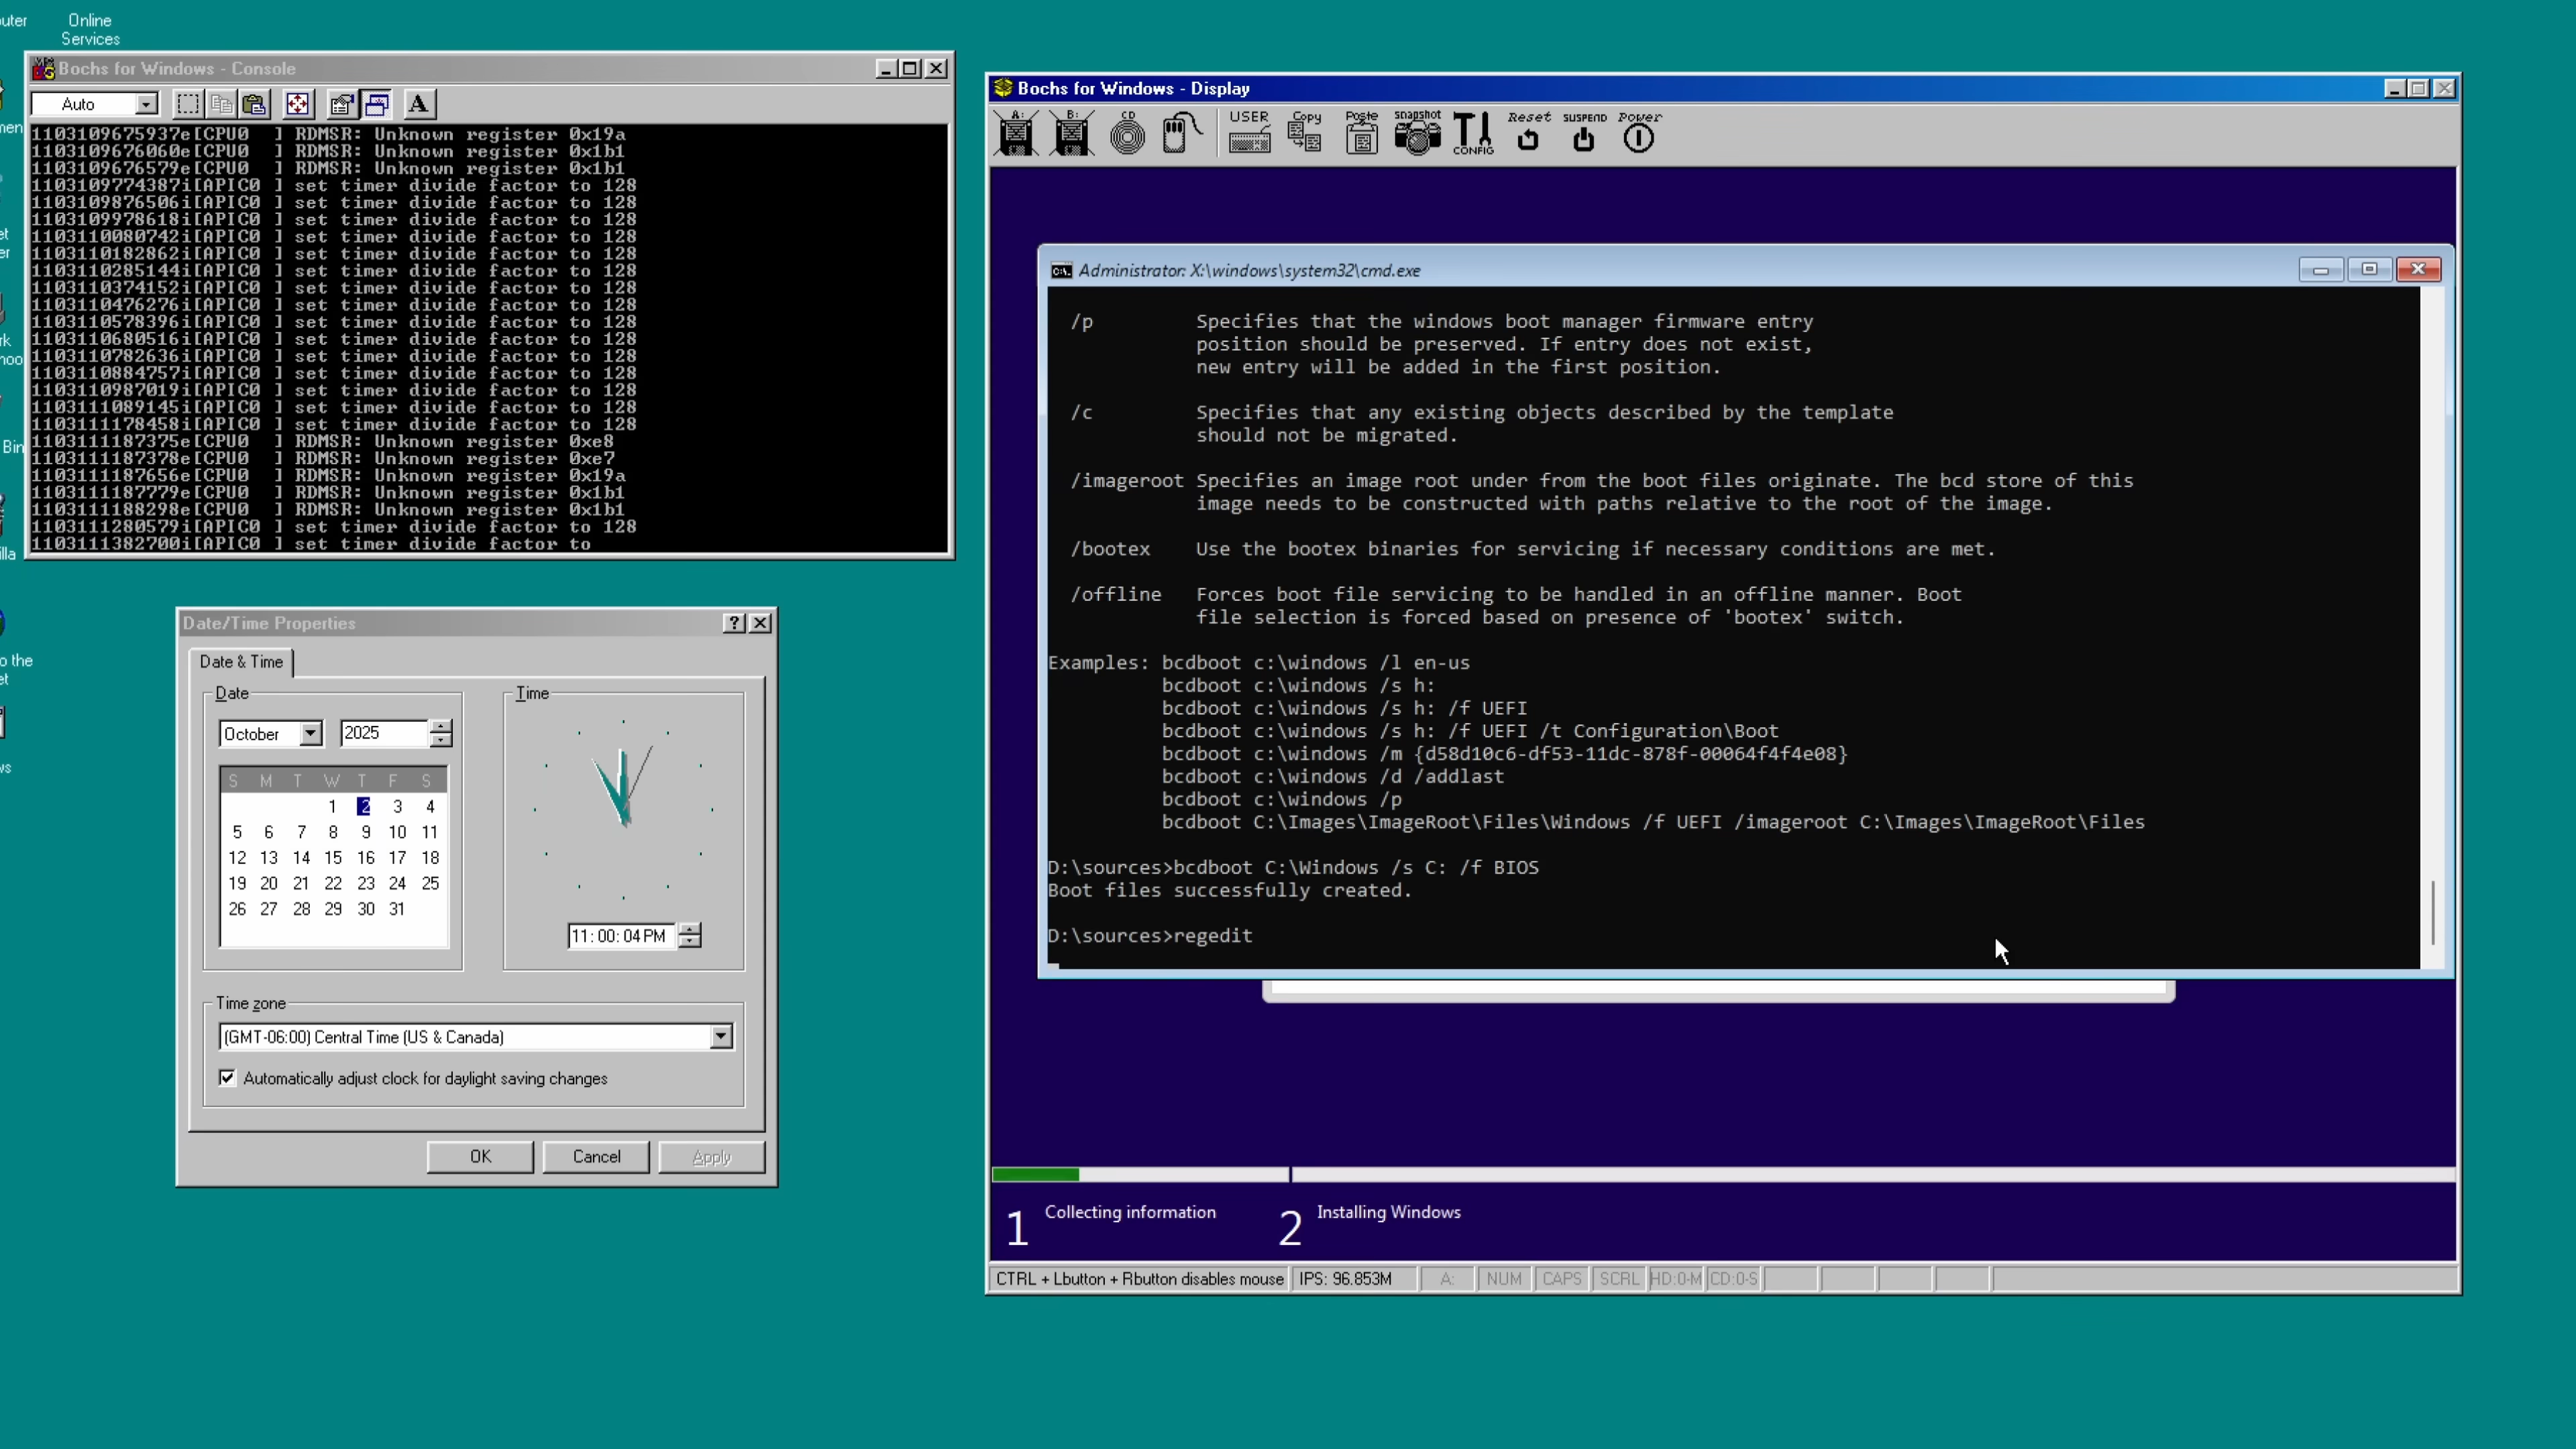 Online
Services
Bochs for Windows - Console
Auto
A
1103109675937e[CPU0  ] RDMSR: Unknown register 0x19a
1103109676060e[CPU0  ] RDMSR: Unknown register 0x1b1
1103109676579e[CPU0  ] RDMSR: Unknown register 0x1b1
1103109774387i[APIC0 ] set timer divide factor to 128
1103109876506i[APIC0 ] set timer divide factor to 128
1103109978618i[APIC0 ] set timer divide factor to 128
1103110080742i[APIC0 ] set timer divide factor to 128
1103110182862i[APIC0 ] set timer divide factor to 128
1103110285144i[APIC0 ] set timer divide factor to 128
1103110374152i[APIC0 ] set timer divide factor to 128
1103110476276i[APIC0 ] set timer divide factor to 128
1103110578396i[APIC0 ] set timer divide factor to 128
1103110680516i[APIC0 ] set timer divide factor to 128
1103110782636i[APIC0 ] set timer divide factor to 128
1103110884757i[APIC0 ] set timer divide factor to 128
1103110987019i[APIC0 ] set timer divide factor to 128
1103111089145i[APIC0 ] set timer divide factor to 128
1103111178458i[APIC0 ] set timer divide factor to 128
1103111187375e[CPU0  ] RDMSR: Unknown register 0xe8
1103111187378e[CPU0  ] RDMSR: Unknown register 0xe7
1103111187656e[CPU0  ] RDMSR: Unknown register 0x19a
1103111187779e[CPU0  ] RDMSR: Unknown register 0x1b1
1103111188298e[CPU0  ] RDMSR: Unknown register 0x1b1
1103111280579i[APIC0 ] set timer divide factor to 128
1103111382700i[APIC0 ] set timer divide factor to
Date/Time Properties
Date & Time
Date
October 2025
S M T W T F S
1 2 3 4
5 6 7 8 9 10 11
12 13 14 15 16 17 18
19 20 21 22 23 24 25
26 27 28 29 30 31
Time
11:00:04 PM
Time zone
(GMT-06:00) Central Time (US & Canada)
Automatically adjust clock for daylight saving changes
OK Cancel Apply
Bochs for Windows - Display
A: B: CD USER Copy Paste snapshot CONFIG Reset SUSPEND Power
Administrator: X:\windows\system32\cmd.exe
/p Specifies that the windows boot manager firmware entry
position should be preserved. If entry does not exist,
new entry will be added in the first position.
/c Specifies that any existing objects described by the template
should not be migrated.
/imageroot Specifies an image root under from the boot files originate. The bcd store of this
image needs to be constructed with paths relative to the root of the image.
/bootex Use the bootex binaries for servicing if necessary conditions are met.
/offline Forces boot file servicing to be handled in an offline manner. Boot
file selection is forced based on presence of 'bootex' switch.
Examples: bcdboot c:\windows /l en-us
bcdboot c:\windows /s h:
bcdboot c:\windows /s h: /f UEFI
bcdboot c:\windows /s h: /f UEFI /t Configuration\Boot
bcdboot c:\windows /m {d58d10c6-df53-11dc-878f-00064f4f4e08}
bcdboot c:\windows /d /addlast
bcdboot c:\windows /p
bcdboot C:\Images\ImageRoot\Files\Windows /f UEFI /imageroot C:\Images\ImageRoot\Files
D:\sources>bcdboot C:\Windows /s C: /f BIOS
Boot files successfully created.
D:\sources>regedit
1 Collecting information 2 Installing Windows
CTRL + Lbutton + Rbutton disables mouse IPS: 96.853M A: NUM CAPS SCRL HD:0-M CD:0-S